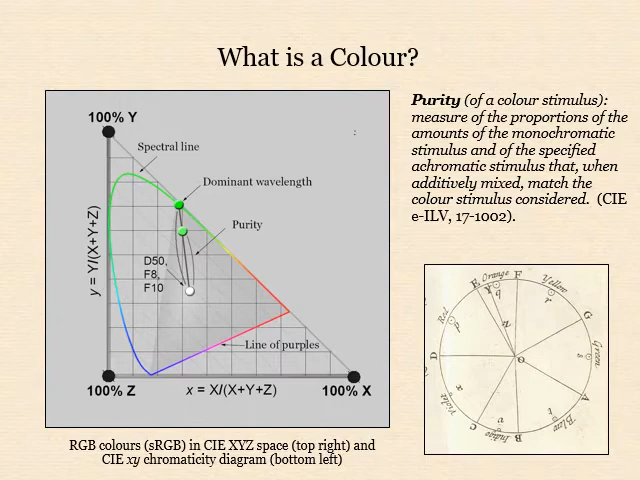 What is a Colour?
100% Y
Spectral line
Dominant wavelength
Purity
D50,
F8,
F10
y = Y/(X+Y+Z)
Line of purples
100% Z
x = X/(X+Y+Z)
100% X
RGB colours (sRGB) in CIE XYZ space (top right) and
CIE xy chromaticity diagram (bottom left)
Purity (of a colour stimulus):
measure of the proportions of the
amounts of the monochromatic
stimulus and of the specified
achromatic stimulus that, when
additively mixed, match the
colour stimulus considered. (CIE
e-ILV, 17-1002).
Orange
F
Yellow
E
Y
q
r
G
Red
p
D
O
Green
s
A
Violet
x
C
v
Indigo
B
t
Blew